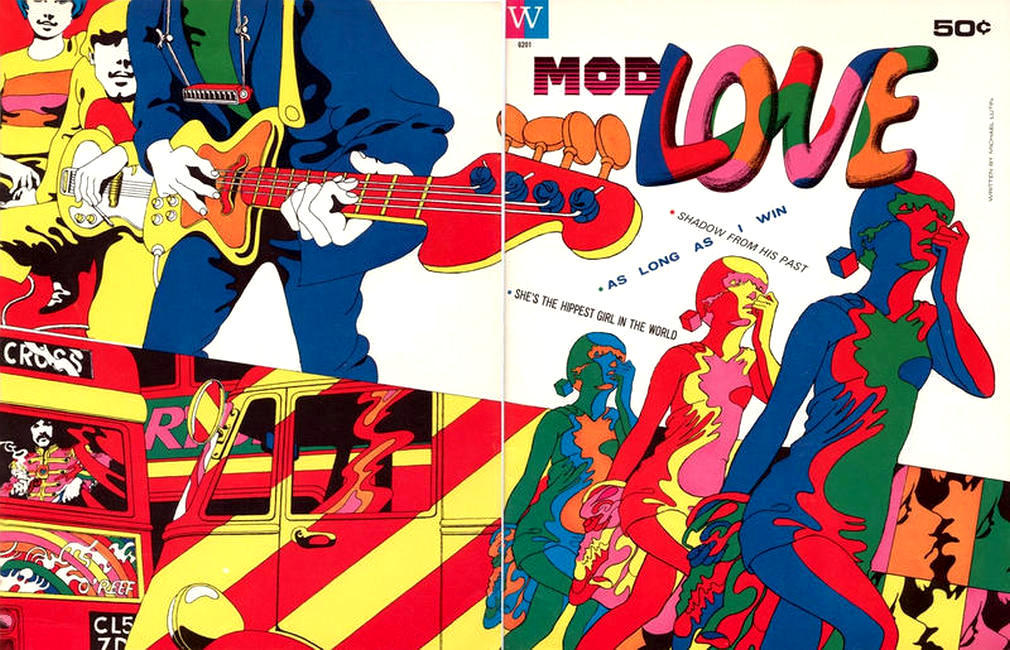 W
6201
50¢
MOD LOVE
WRITTEN BY MICHAEL LUTIN
• SHADOW FROM HIS PAST
• AS LONG AS I WIN
• SHE'S THE HIPPEST GIRL IN THE WORLD
CROSS
O'REEF
CL5